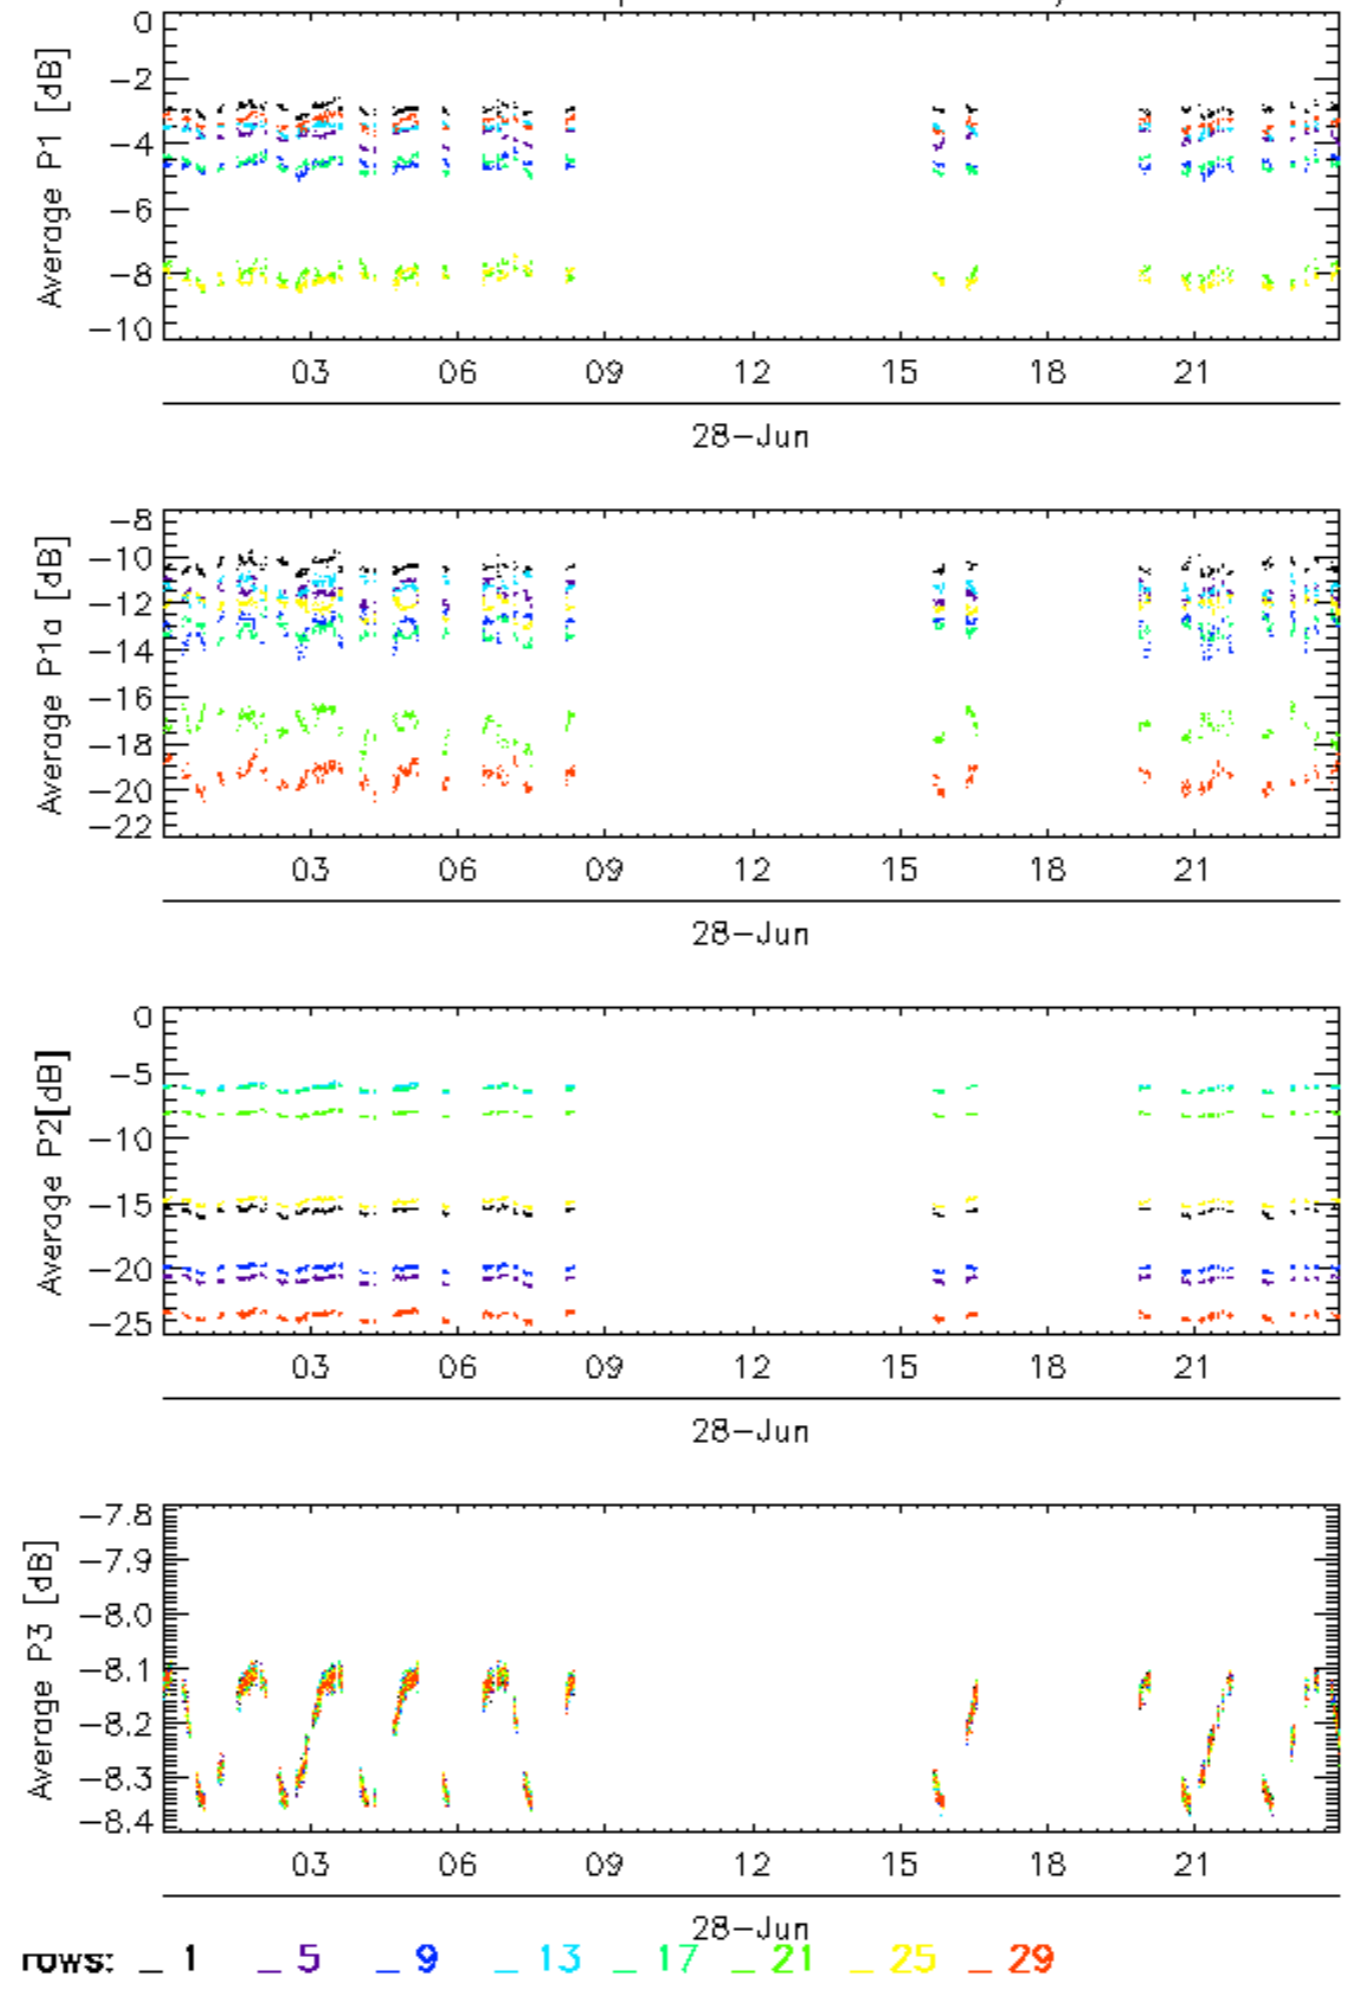 0
−2
−4
−6
−8
−10
Average P1 [dB]
03 06 09 12 15 18 21
28−Jun
−8
−10
−12
−14
−16
−18
−20
−22
Average P1a [dB]
03 06 09 12 15 18 21
28−Jun
0
−5
−10
−15
−20
−25
Average P2[dB]
03 06 09 12 15 18 21
28−Jun
−7.8
−7.9
−8.0
−8.1
−8.2
−8.3
−8.4
Average P3 [dB]
03 06 09 12 15 18 21
28−Jun
rows: _ 1 _ 5 _ 9 _ 13 _ 17 _ 21 _ 25 _ 29